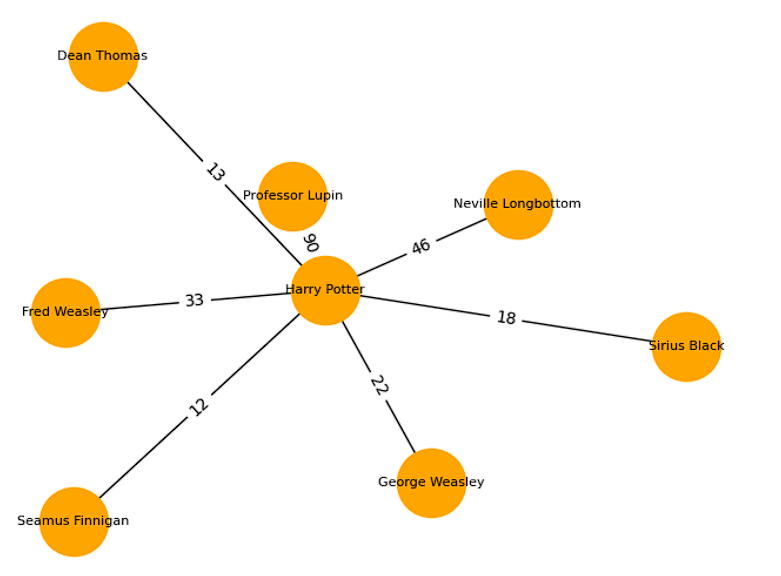 Dean Thomas
13
Professor Lupin
Neville Longbottom
90
46
Harry Potter
33
Fred Weasley
18
Sirius Black
22
12
George Weasley
Seamus Finnigan